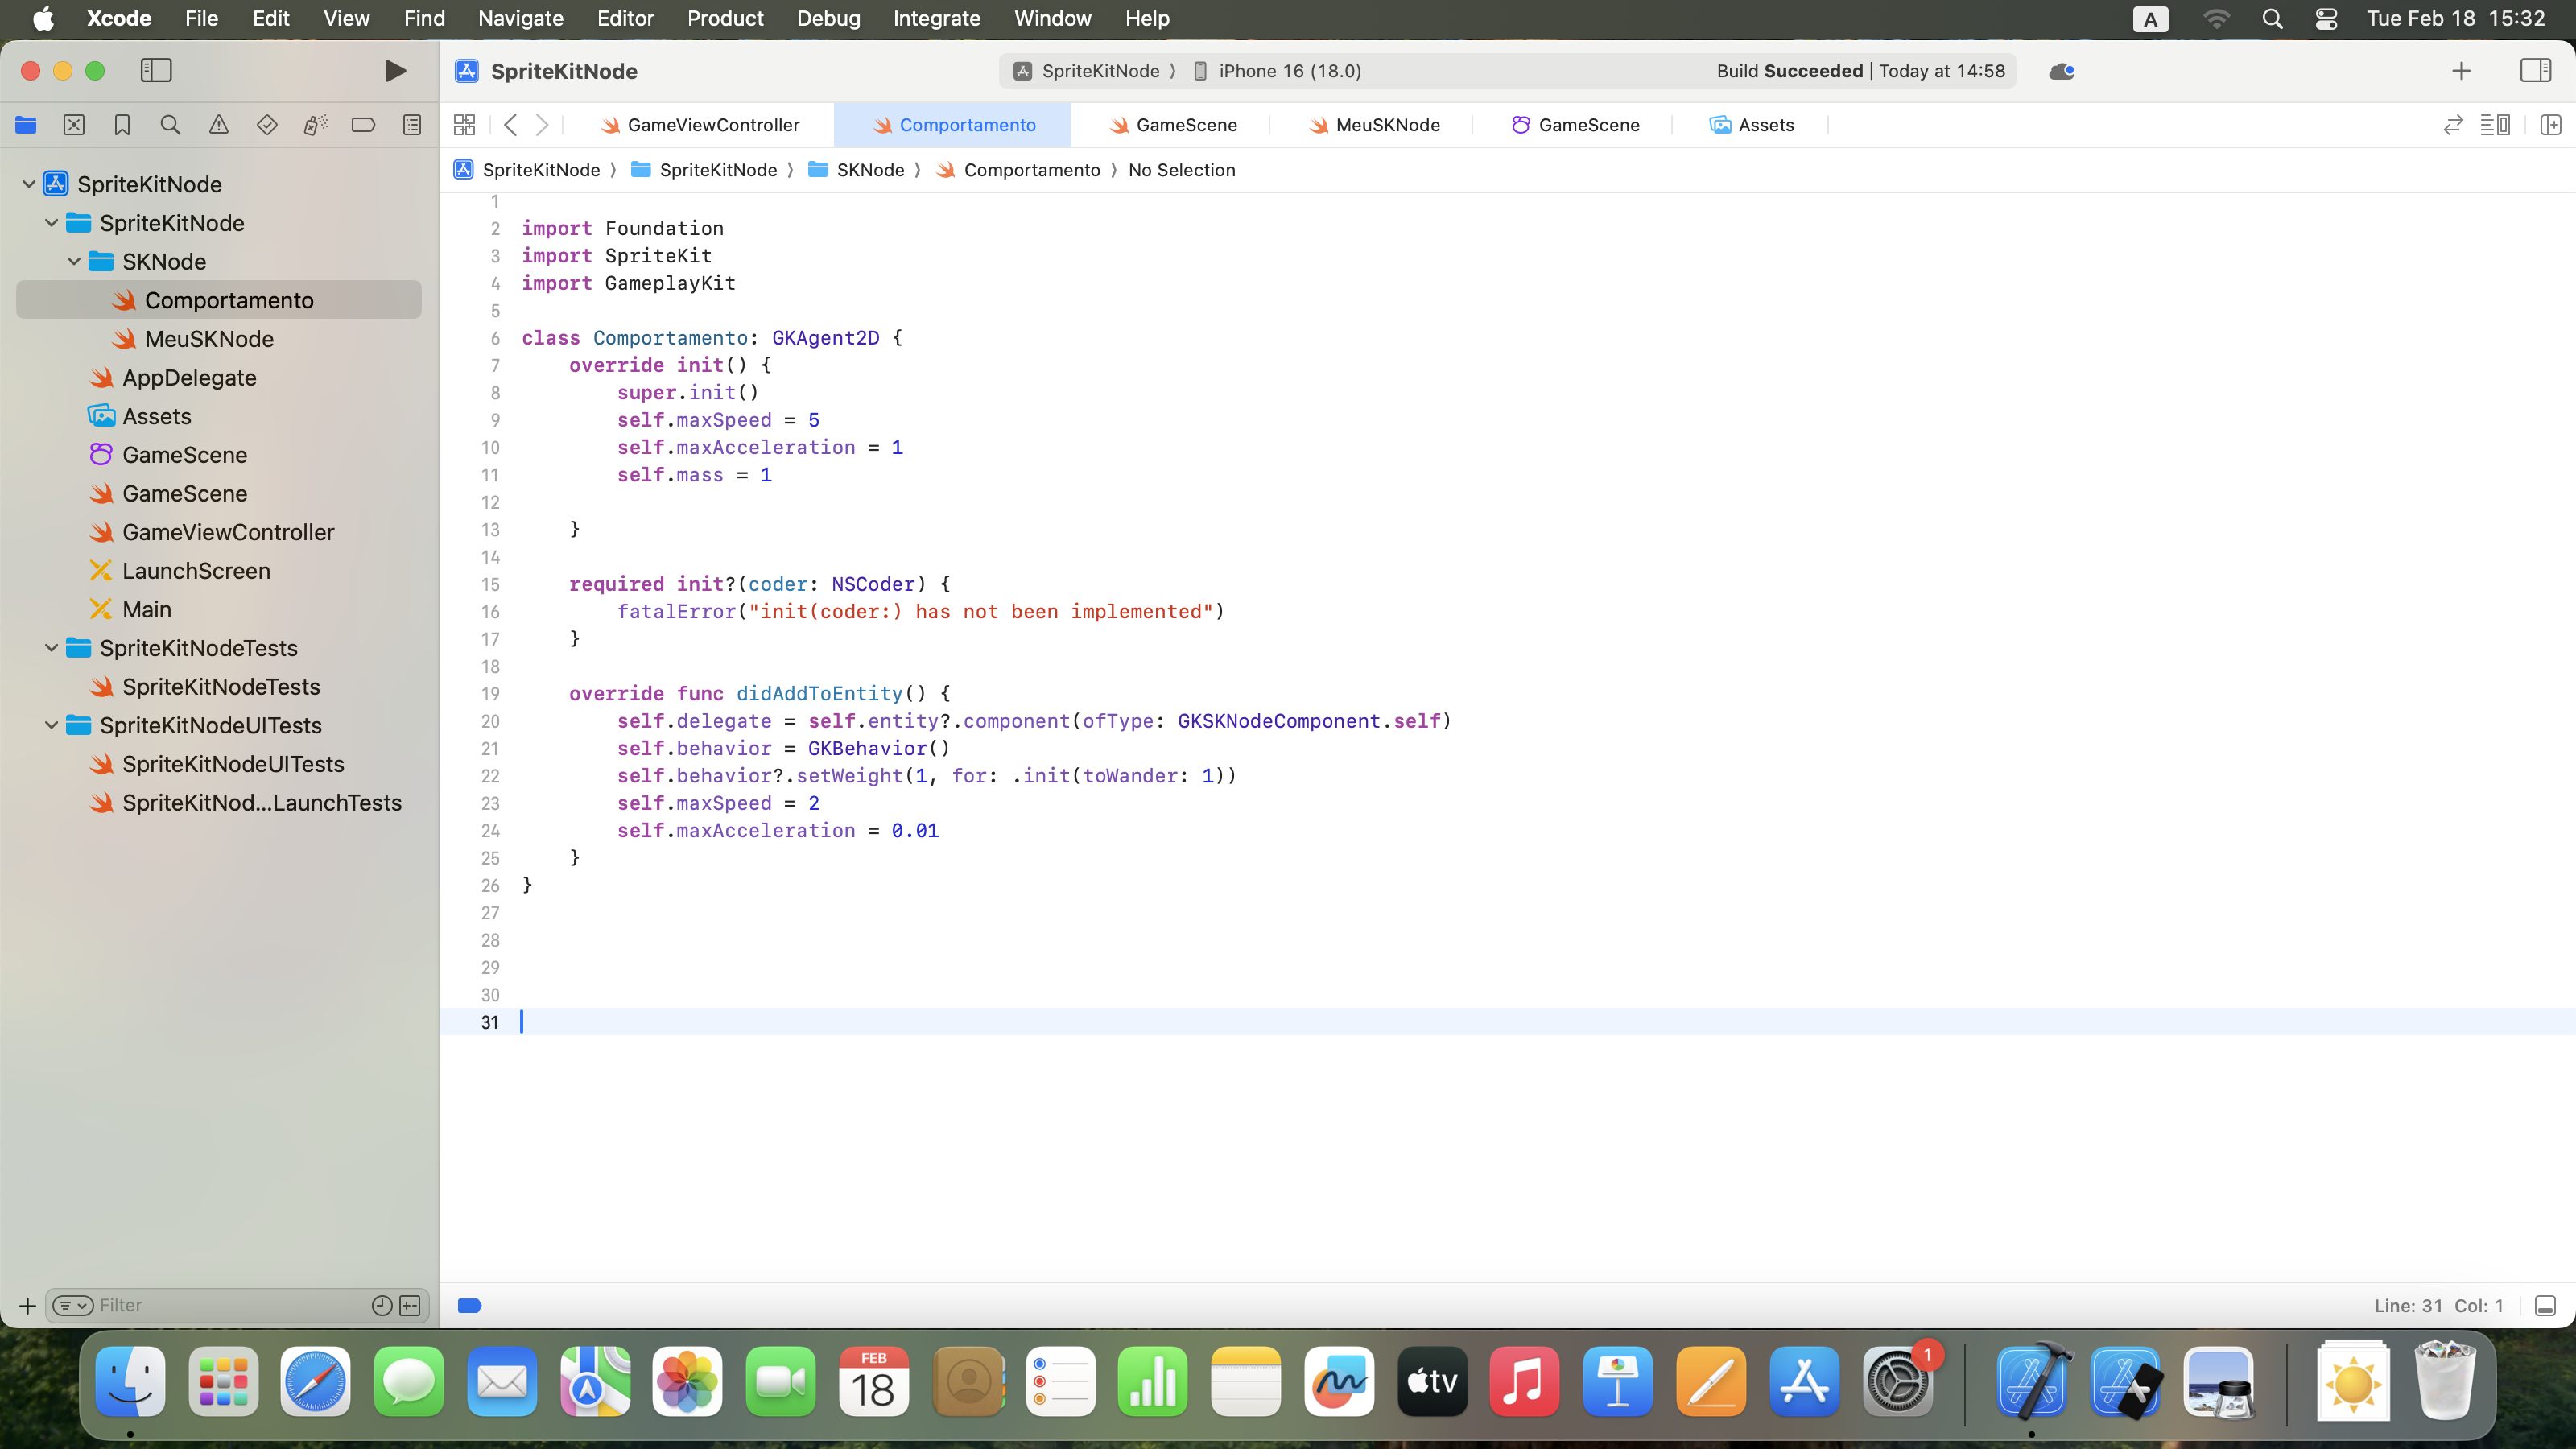 Xcode File Edit View Find Navigate Editor Product Debug Integrate Window Help A Tue Feb 18 15:32
SpriteKitNode SpriteKitNode 〉 iPhone 16 (18.0) Build Succeeded | Today at 14:58
GameViewController Comportamento GameScene MeuSKNode GameScene Assets
SpriteKitNode 〉 SpriteKitNode 〉 SKNode 〉 Comportamento 〉 No Selection
SpriteKitNode
SpriteKitNode
SKNode
Comportamento
MeuSKNode
AppDelegate
Assets
GameScene
GameScene
GameViewController
LaunchScreen
Main
SpriteKitNodeTests
SpriteKitNodeTests
SpriteKitNodeUITests
SpriteKitNodeUITests
SpriteKitNod...LaunchTests
Filter
1
2 import Foundation
3 import SpriteKit
4 import GameplayKit
5
6 class Comportamento: GKAgent2D {
7     override init() {
8         super.init()
9         self.maxSpeed = 5
10         self.maxAcceleration = 1
11         self.mass = 1
12
13     }
14
15     required init?(coder: NSCoder) {
16         fatalError("init(coder:) has not been implemented")
17     }
18
19     override func didAddToEntity() {
20         self.delegate = self.entity?.component(ofType: GKSKNodeComponent.self)
21         self.behavior = GKBehavior()
22         self.behavior?.setWeight(1, for: .init(toWander: 1))
23         self.maxSpeed = 2
24         self.maxAcceleration = 0.01
25     }
26 }
27
28
29
30
31
Line: 31 Col: 1
FEB
18
tv
1